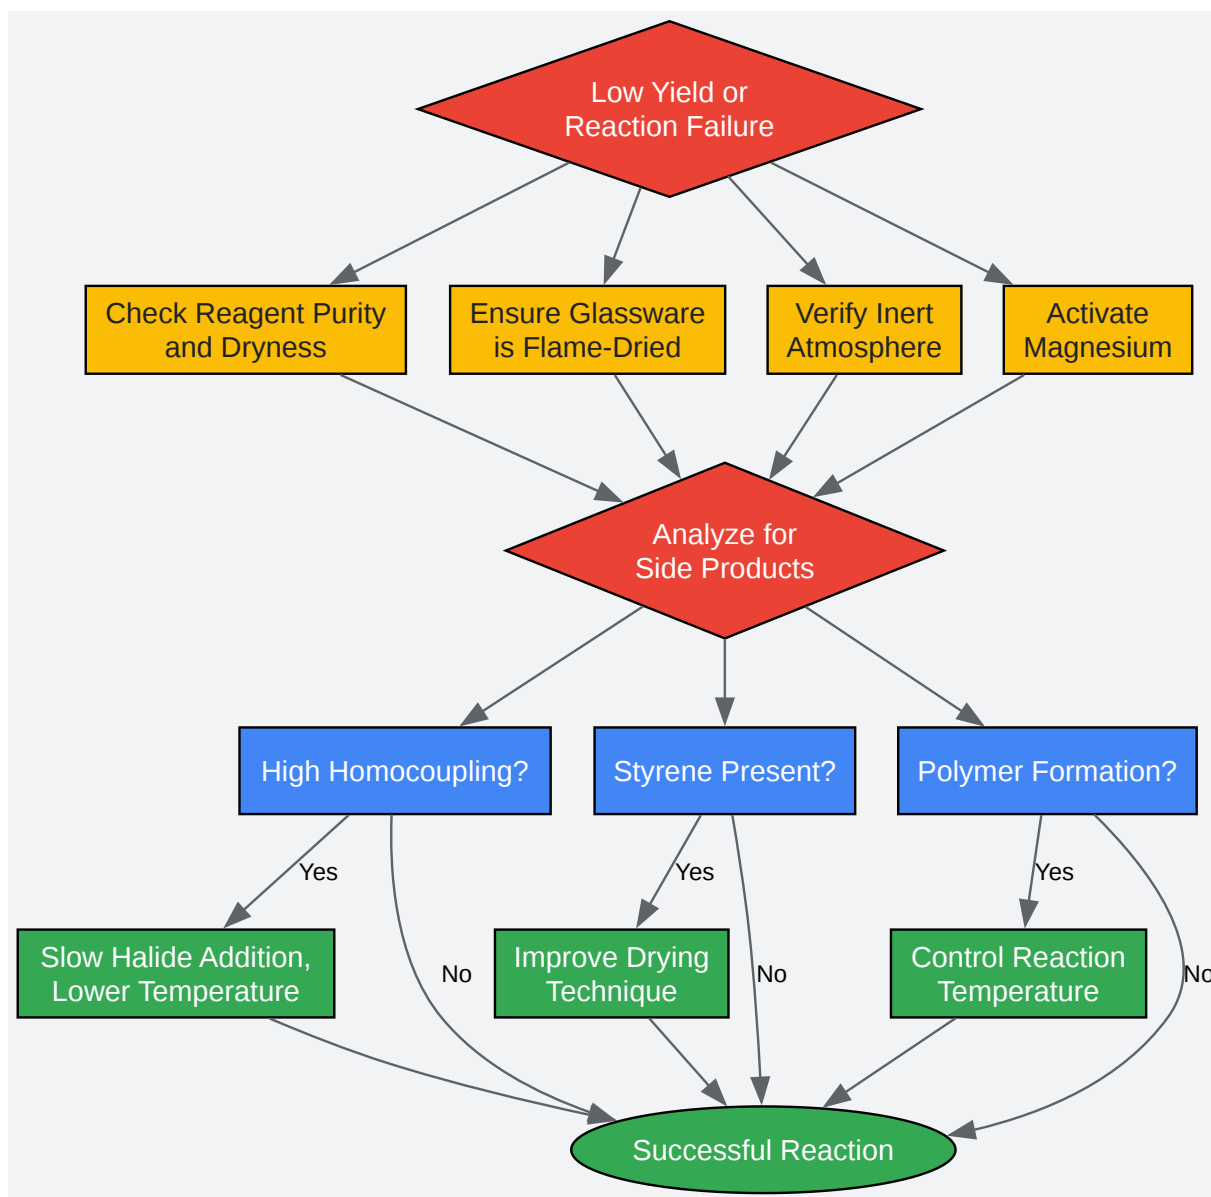 Low Yield or
Reaction Failure
Check Reagent Purity
and Dryness
Ensure Glassware
is Flame-Dried
Verify Inert
Atmosphere
Activate
Magnesium
Analyze for
Side Products
High Homocoupling?
Styrene Present?
Polymer Formation?
Yes
Yes
Yes
Slow Halide Addition,
Lower Temperature
No
Improve Drying
Technique
No
Control Reaction
Temperature
No
Successful Reaction